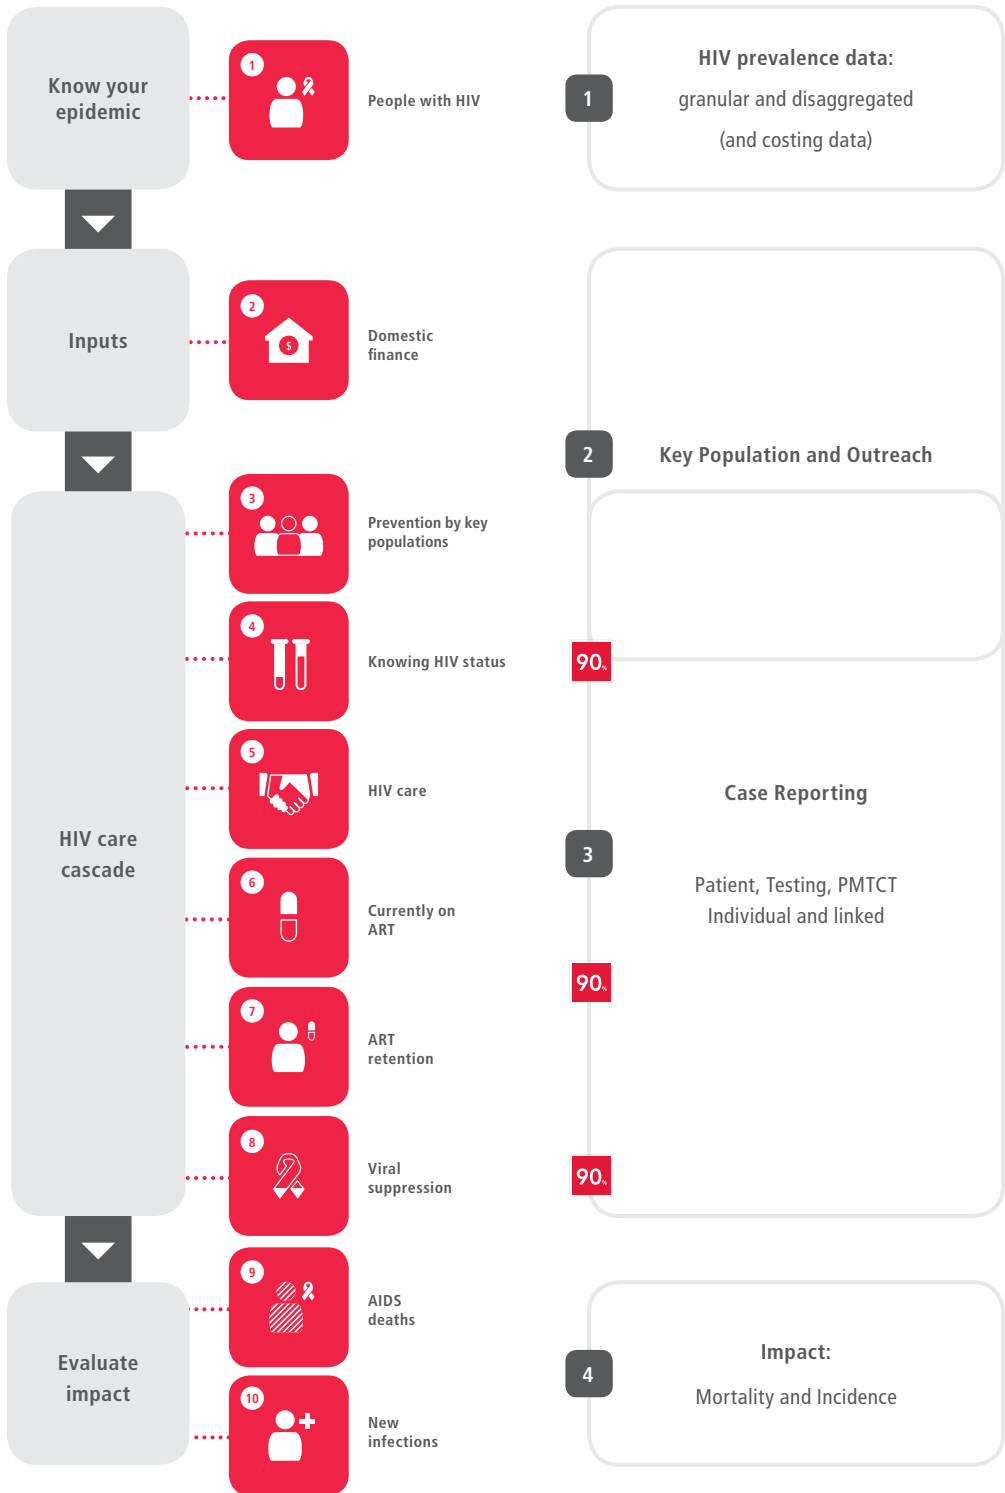 Know your
epidemic
1
People with HIV
1
HIV prevalence data:
granular and disaggregated
(and costing data)
Inputs
2
$
Domestic
finance
2
Key Population and Outreach
3
Prevention by key
populations
4
Knowing HIV status
90%
HIV care
cascade
5
HIV care
Case Reporting
3
Patient, Testing, PMTCT
Individual and linked
6
Currently on
ART
90%
7
ART
retention
8
Viral
suppression
90%
Evaluate
impact
9
AIDS
deaths
4
Impact:
Mortality and Incidence
10
New
infections